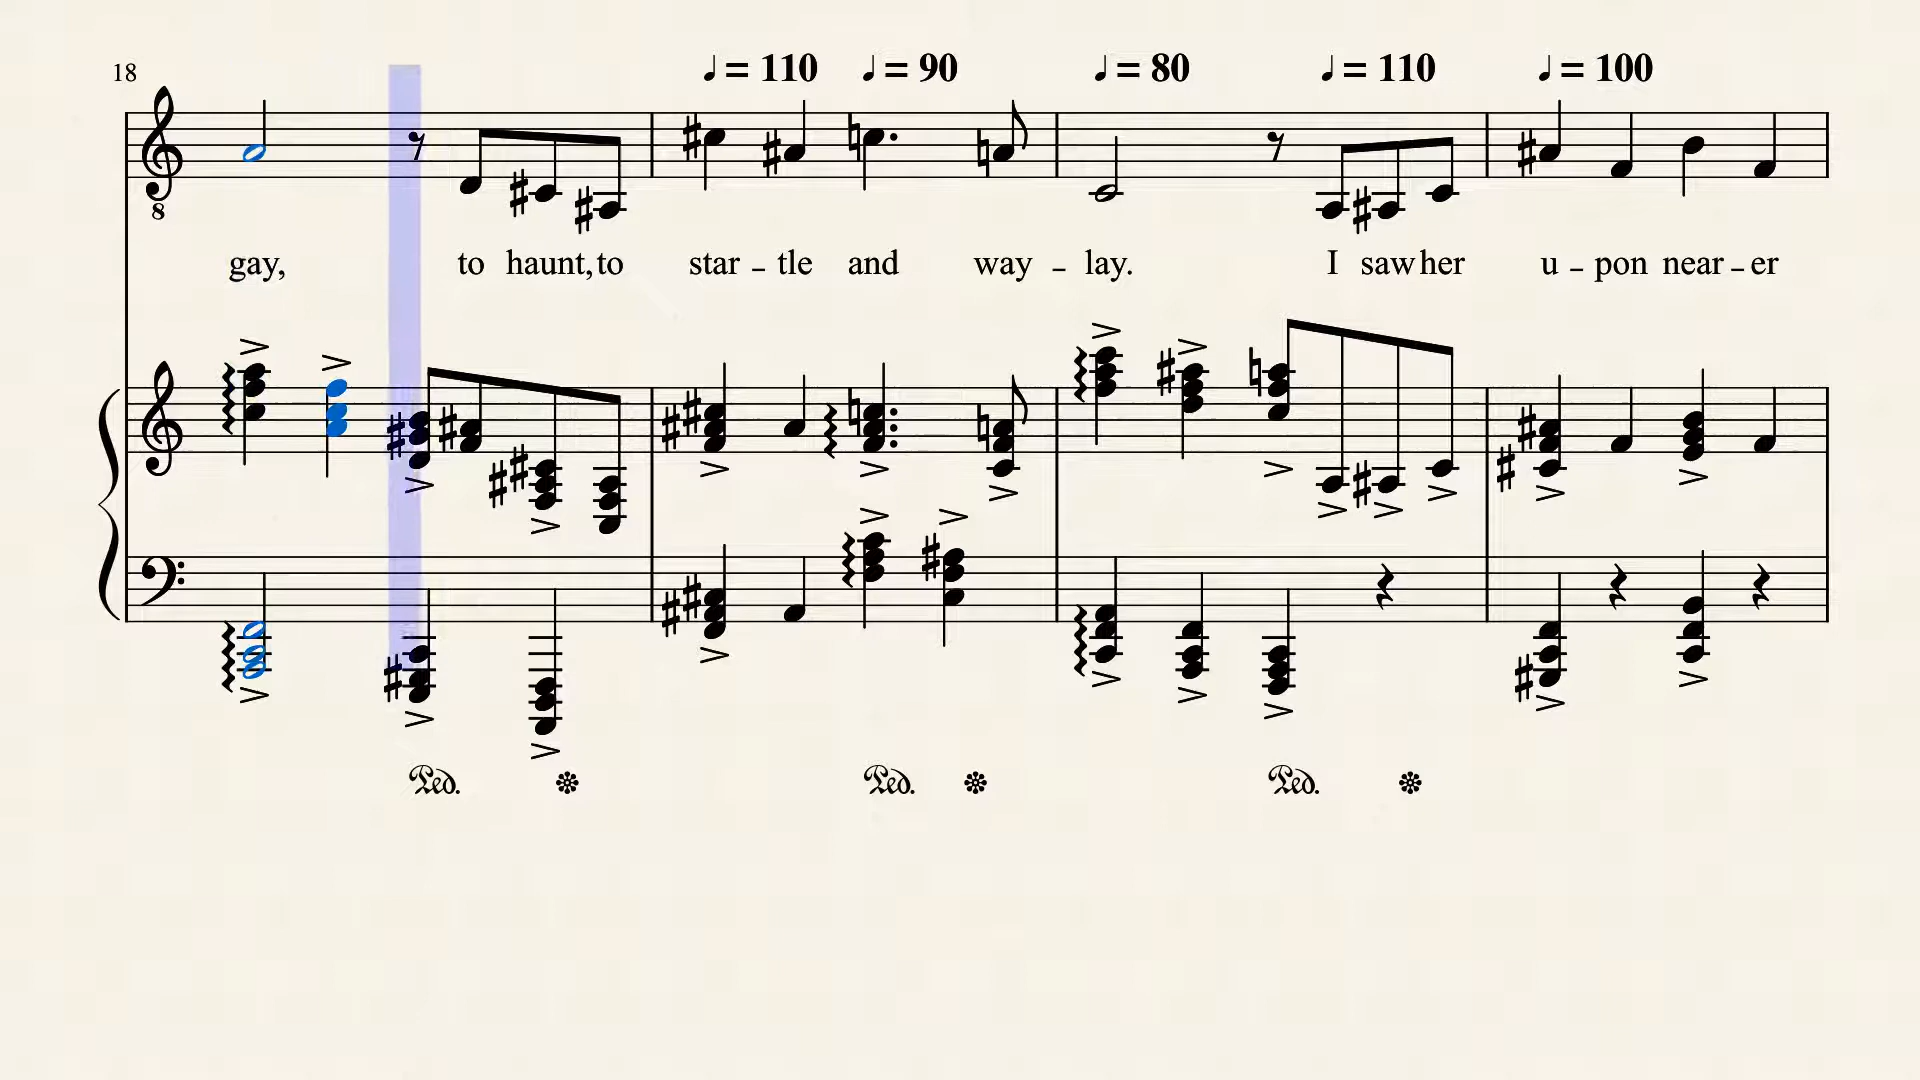 ♩ = 110 ♩ = 90 ♩ = 80 ♩ = 110 ♩ = 100
18
8
gay, to haunt, to star – tle and way – lay. I saw her u – pon near – er
Ped. Ped. Ped.